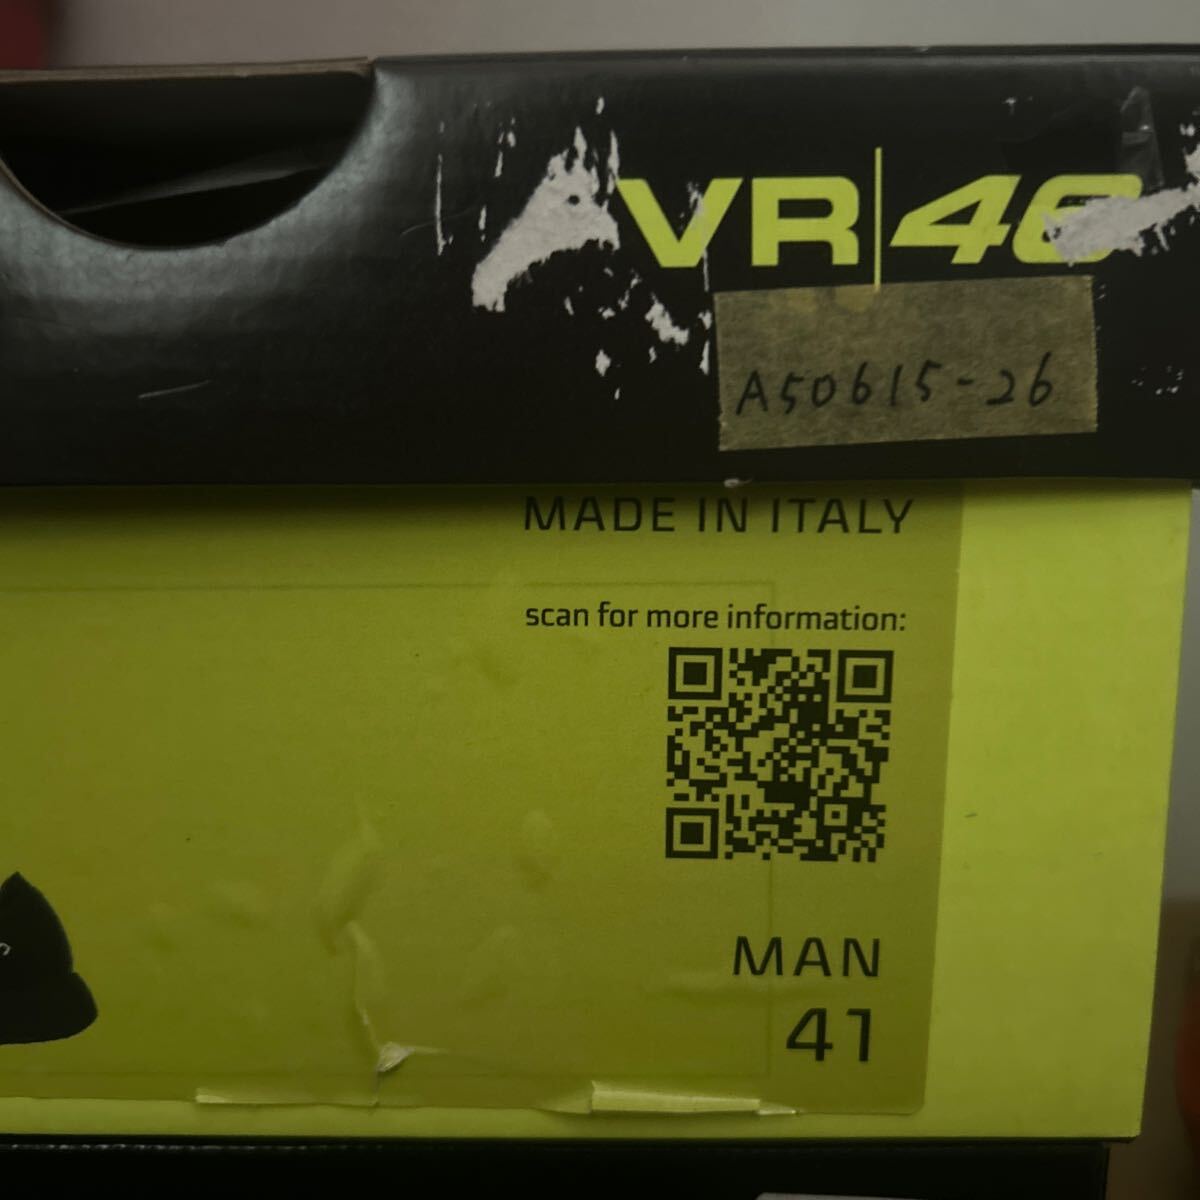 VR|46
A50615-26
MADE IN ITALY
scan for more information:
MAN
41